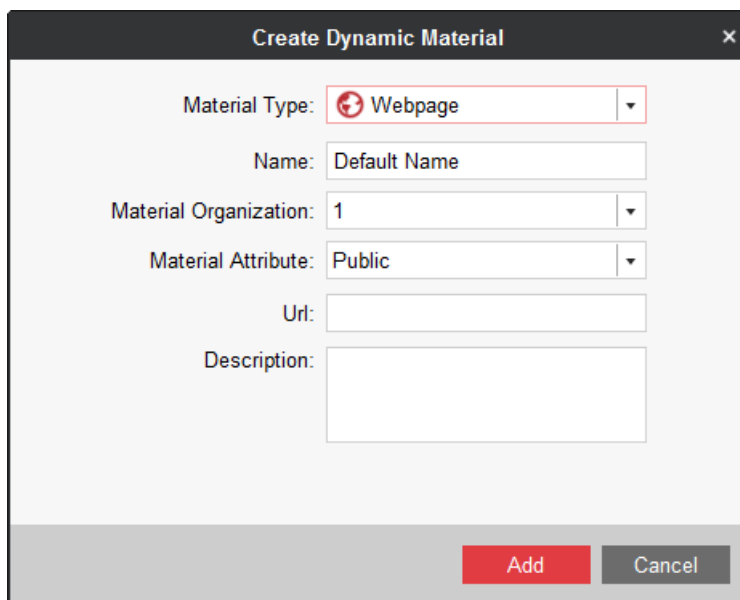 Create Dynamic Material ×
Material Type: Webpage
Name: Default Name
Material Organization: 1
Material Attribute: Public
Url:
Description:
Add Cancel